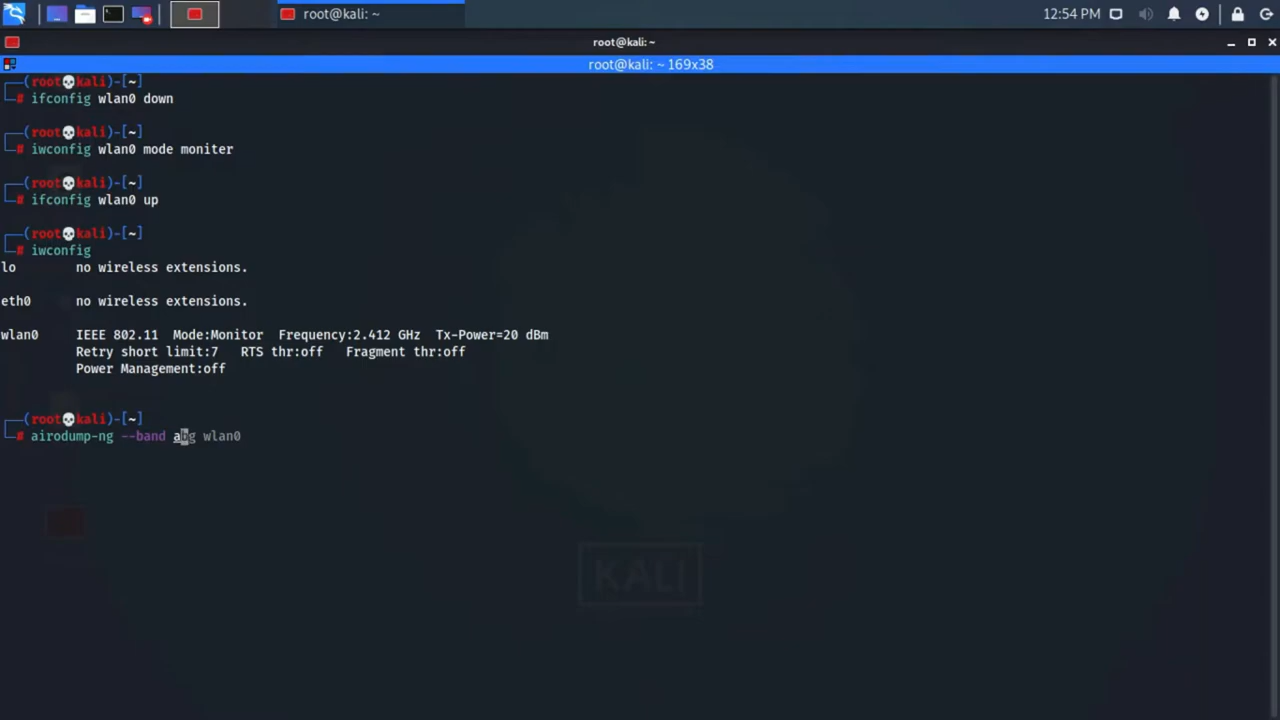 root@kali: ~
12:54 PM
root@kali:~
root@kali: ~ 169x38
(root💀kali)-[~]
# ifconfig wlan0 down
(root💀kali)-[~]
# iwconfig wlan0 mode moniter
(root💀kali)-[~]
# ifconfig wlan0 up
(root💀kali)-[~]
# iwconfig
lo no wireless extensions.
eth0 no wireless extensions.
wlan0 IEEE 802.11 Mode:Monitor Frequency:2.412 GHz Tx-Power=20 dBm
Retry short limit:7 RTS thr:off Fragment thr:off
Power Management:off
(root💀kali)-[~]
# airodump-ng --band abg wlan0
KALI